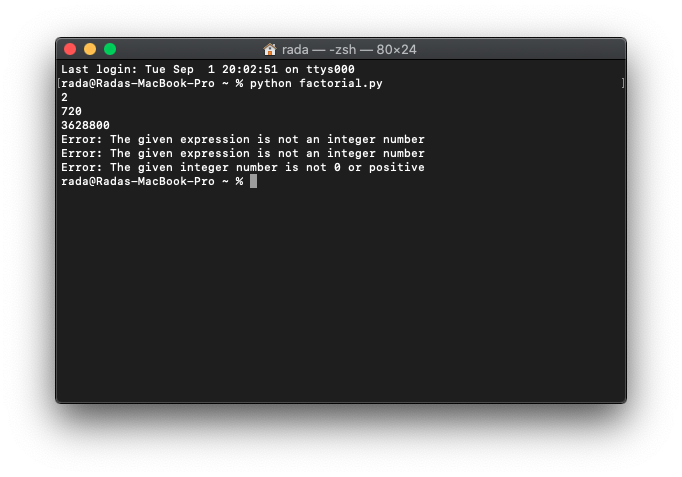 rada — -zsh — 80×24
Last login: Tue Sep  1 20:02:51 on ttys000
[rada@Radas-MacBook-Pro ~ % python factorial.py ]
2
720
3628800
Error: The given expression is not an integer number
Error: The given expression is not an integer number
Error: The given integer number is not 0 or positive
rada@Radas-MacBook-Pro ~ %